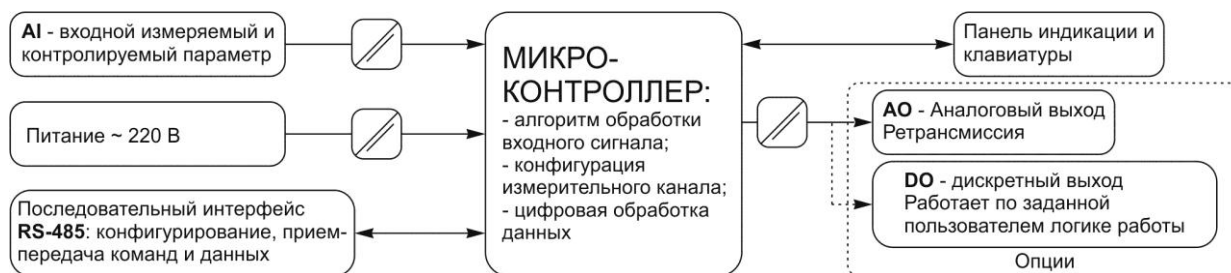 AI - входной измеряемый и
контролируемый параметр
Питание ~ 220 В
Последовательный интерфейс
RS-485: конфигурирование, прием-
передача команд и данных
МИКРО-
КОНТРОЛЛЕР:
- алгоритм обработки
входного сигнала;
- конфигурация
измерительного канала;
- цифровая обработка
данных
Панель индикации и
клавиатуры
AO - Аналоговый выход
Ретрансмиссия
DO - дискретный выход
Работает по заданной
пользователем логике работы
Опции